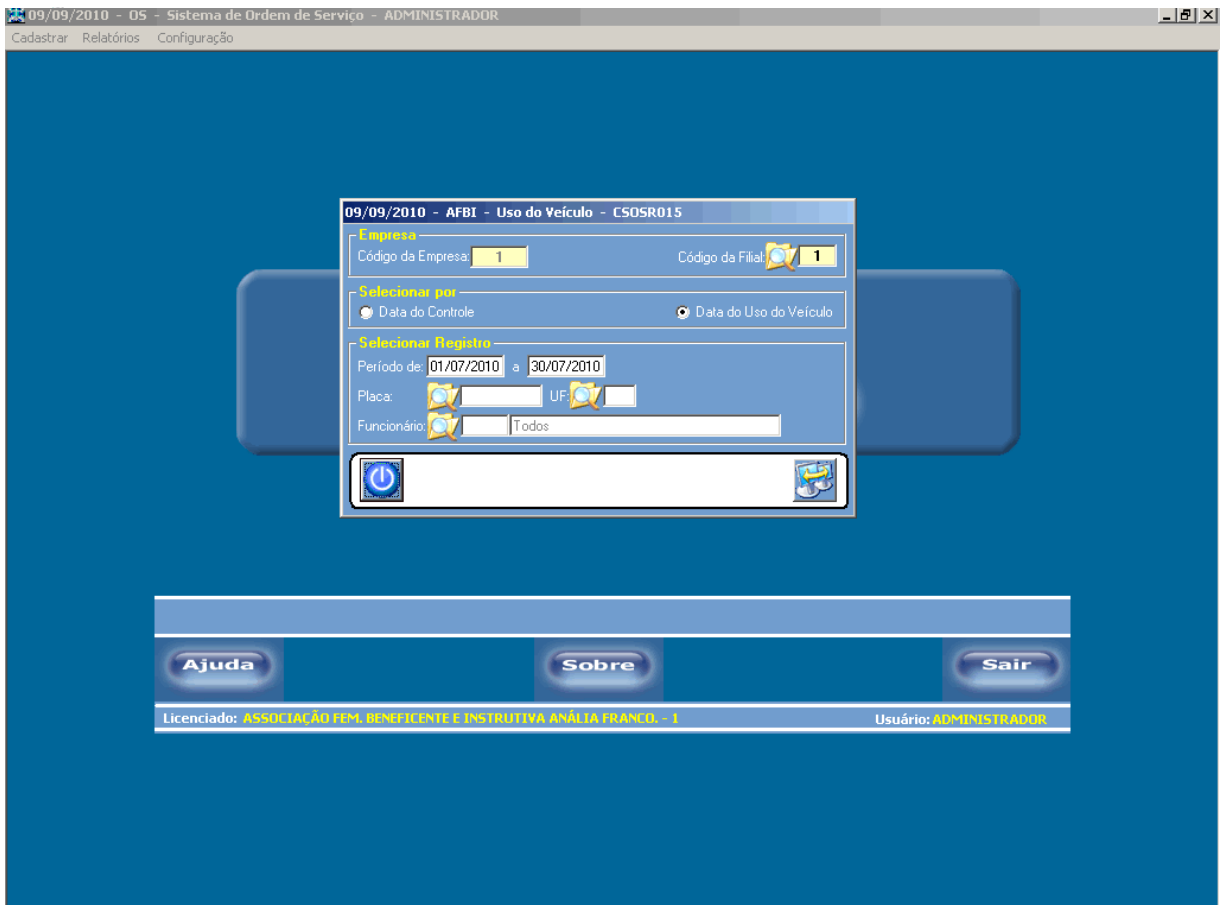 09/09/2010 - OS - Sistema de Ordem de Serviço - ADMINISTRADOR
Cadastrar Relatórios Configuração
09/09/2010 - AFBI - Uso do Veículo - CSOSR015
Empresa
Código da Empresa: 1 Código da Filial: 1
Selecionar por
Data do Controle Data do Uso do Veículo
Selecionar Registro
Período de: 01/07/2010 a 30/07/2010
Placa: UF:
Funcionário: Todos
Ajuda Sobre Sair
Licenciado: ASSOCIAÇÃO FEM. BENEFICENTE E INSTRUTIVA ANÁLIA FRANCO. - 1 Usuário: ADMINISTRADOR